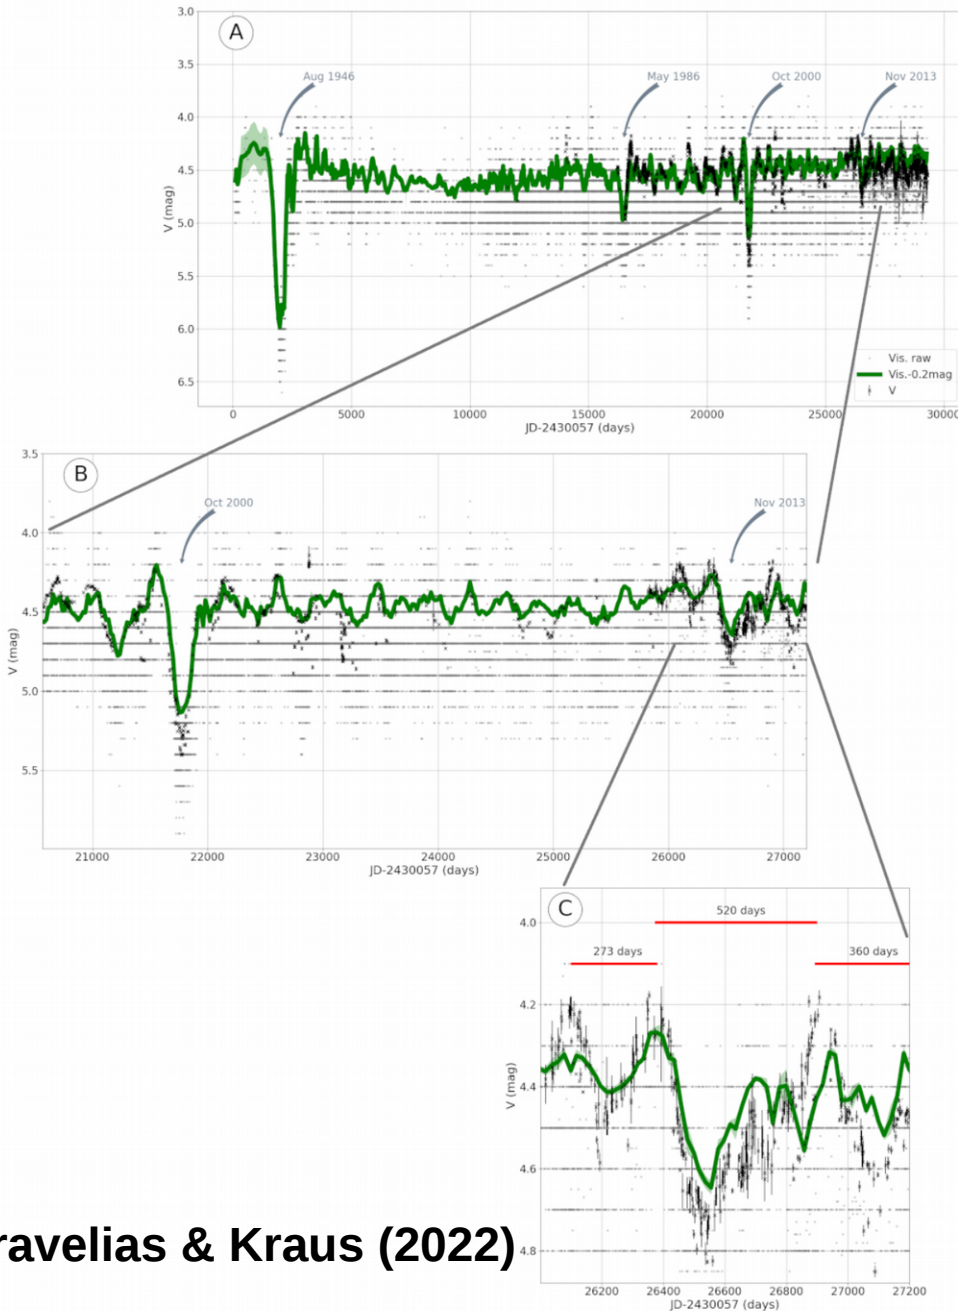 A
3.0
3.5
4.0
4.5
5.0
5.5
6.0
6.5
V (mag)
Aug 1946
May 1986
Oct 2000
Nov 2013
Vis. raw
Vis.-0.2mag
V
0 5000 10000 15000 20000 25000 30000
JD-2430057 (days)
B
3.5
4.0
4.5
5.0
5.5
V (mag)
Oct 2000
Nov 2013
21000 22000 23000 24000 25000 26000 27000
JD-2430057 (days)
C
520 days
273 days
360 days
4.0
4.2
4.4
4.6
4.8
V (mag)
26200 26400 26600 26800 27000 27200
JD-2430057 (days)
ravelias & Kraus (2022)